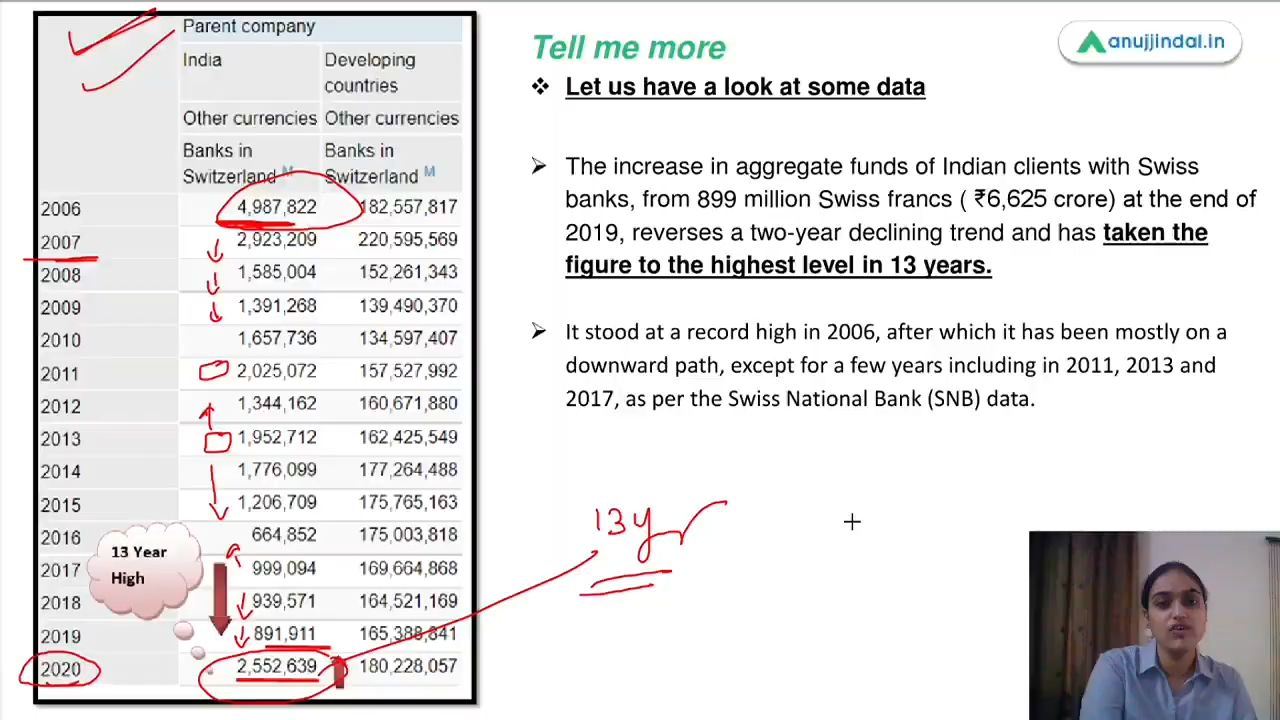 Parent company
India Developing countries
Other currencies Other currencies
Banks in Switzerland M Banks in Switzerland M
2006 4,987,822 182,557,817
2007 2,923,209 220,595,569
2008 1,585,004 152,261,343
2009 1,391,268 139,490,370
2010 1,657,736 134,597,407
2011 2,025,072 157,527,992
2012 1,344,162 160,671,880
2013 1,952,712 162,425,549
2014 1,776,099 177,264,488
2015 1,206,709 175,765,163
2016 664,852 175,003,818
2017 999,094 169,664,868
2018 939,571 164,521,169
2019 891,911 165,388,841
2020 2,552,639 180,228,057
13 Year
High
Tell me more
anujjindal.in
❖ Let us have a look at some data
➢ The increase in aggregate funds of Indian clients with Swiss
banks, from 899 million Swiss francs ( ₹6,625 crore) at the end of
2019, reverses a two-year declining trend and has taken the
figure to the highest level in 13 years.
➢ It stood at a record high in 2006, after which it has been mostly on a
downward path, except for a few years including in 2011, 2013 and
2017, as per the Swiss National Bank (SNB) data.
13y